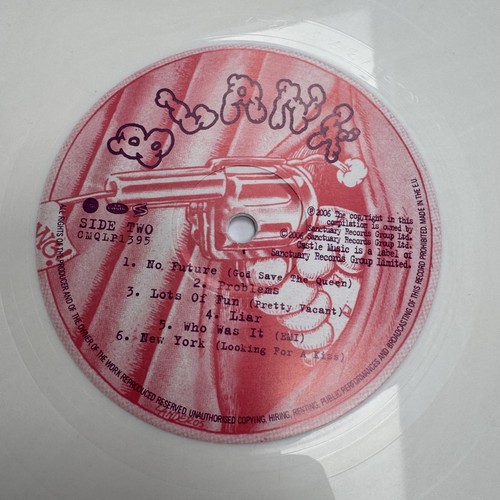 BLANK
SIDE TWO
CMQLP1395
℗ 2006 The copyright in this
compilation is owned by
Sanctuary Records Group Ltd.
© 2006 Sanctuary Records Group Ltd.
Castle Music is a label of
Sanctuary Records Group Limited.
1. No Future (God Save The Queen)
2. Problems
3. Lots Of Fun (Pretty Vacant)
4. Liar
5. Who Was It (EMI)
6. New York (Looking For A Kiss)
ALL RIGHTS OF THE PRODUCER AND OF THE OWNER OF THE WORK REPRODUCED RESERVED. UNAUTHORISED COPYING, HIRING, RENTING, PUBLIC PERFORMANCES AND BROADCASTING OF THIS RECORD PROHIBITED. MADE IN THE EU